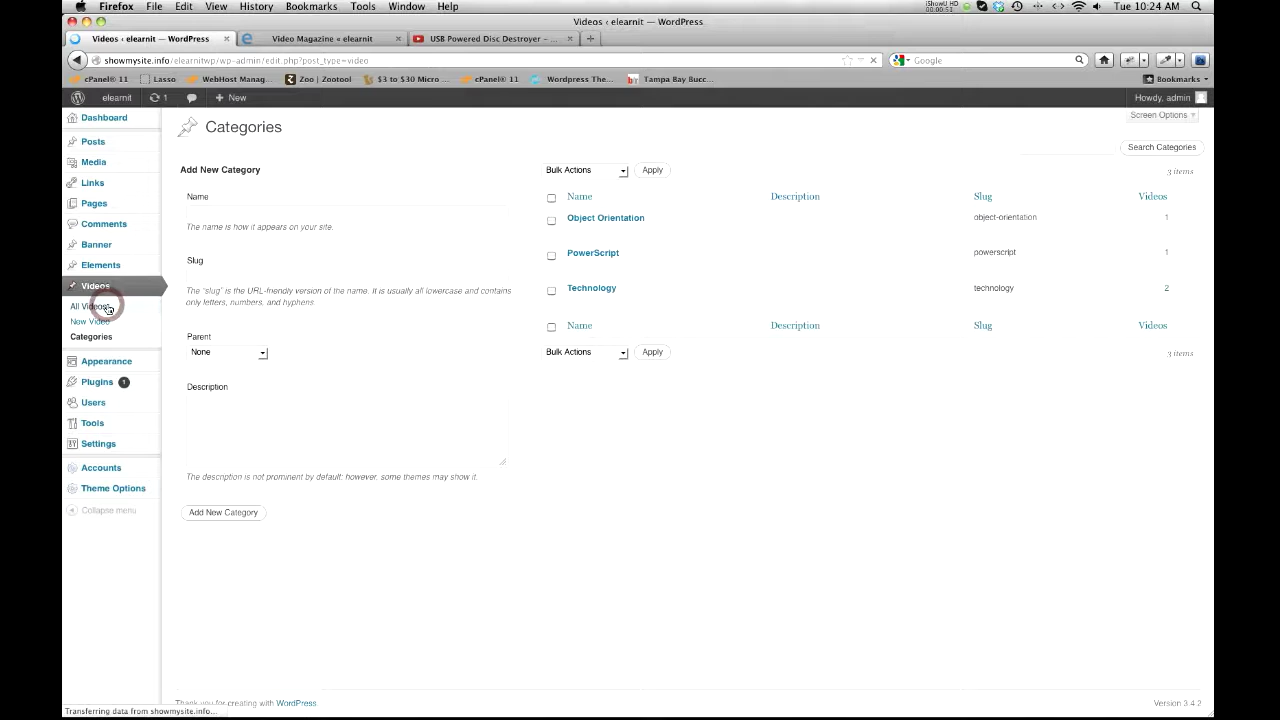 Firefox File Edit View History Bookmarks Tools Window Help
iShowU HD
00:00:51
Tue 10:24 AM
Videos ‹ elearnit — WordPress
Videos ‹ elearnit — WordPress
Video Magazine « elearnit
USB Powered Disc Destroyer – ...
showmysite.info/elearnitwp/wp-admin/edit.php?post_type=video
Google
cPanel® 11 Lasso WebHost Manag... Zoo | Zootool $3 to $30 Micro ... cPanel® 11 Wordpress The... Tampa Bay Bucc...
Bookmarks
elearnit 1 + New
Howdy, admin
Dashboard
Posts
Media
Links
Pages
Comments
Banner
Elements
Videos
All Videos
New Video
Categories
Appearance
Plugins 1
Users
Tools
Settings
Accounts
Theme Options
Collapse menu
Screen Options
Categories
Search Categories
Add New Category
Name
The name is how it appears on your site.
Slug
The "slug" is the URL-friendly version of the name. It is usually all lowercase and contains
only letters, numbers, and hyphens.
Parent
None
Description
The description is not prominent by default; however, some themes may show it.
Add New Category
Bulk Actions Apply
3 items
Name Description Slug Videos
Object Orientation object-orientation 1
PowerScript powerscript 1
Technology technology 2
Name Description Slug Videos
Bulk Actions Apply
3 items
Thank you for creating with WordPress.
Version 3.4.2
Transferring data from showmysite.info...